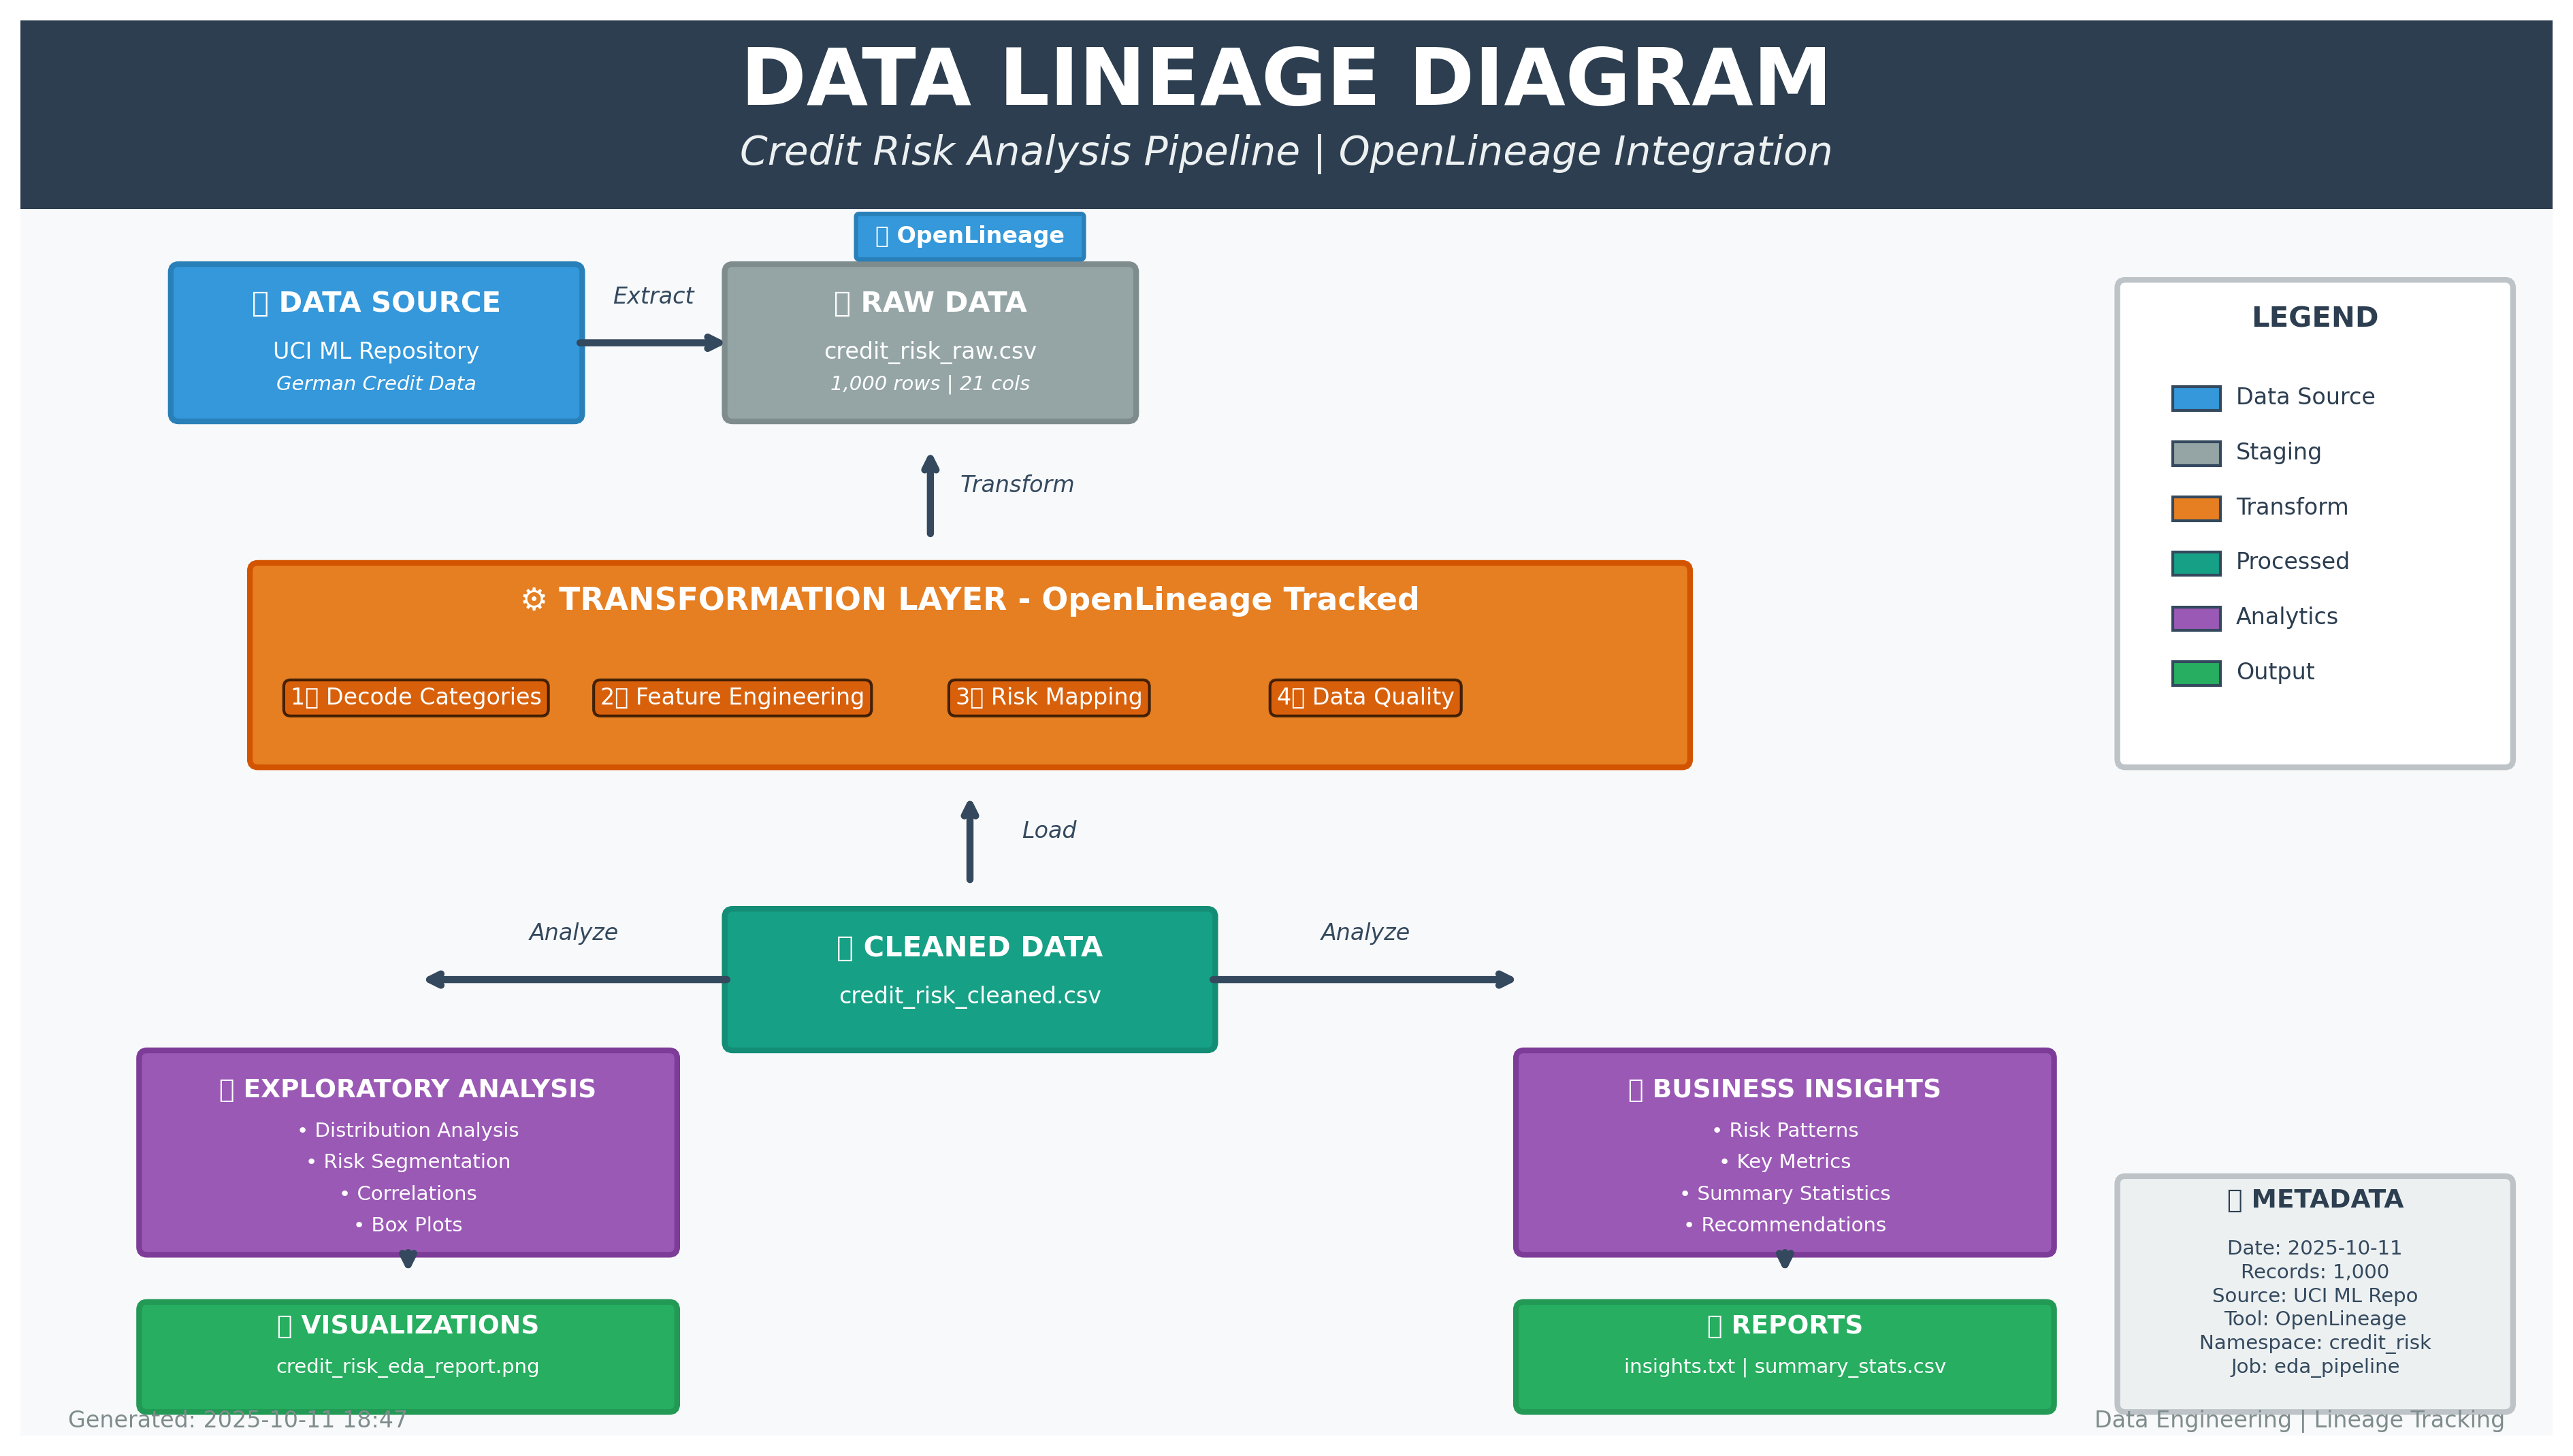 DATA LINEAGE DIAGRAM
Credit Risk Analysis Pipeline | OpenLineage Integration
OpenLineage
DATA SOURCE
UCI ML Repository
German Credit Data
Extract
RAW DATA
credit_risk_raw.csv
1,000 rows | 21 cols
LEGEND
Data Source
Staging
Transform
Processed
Analytics
Output
Transform
⚙ TRANSFORMATION LAYER - OpenLineage Tracked
1 Decode Categories
2 Feature Engineering
3 Risk Mapping
4 Data Quality
Load
Analyze
CLEANED DATA
credit_risk_cleaned.csv
Analyze
EXPLORATORY ANALYSIS
• Distribution Analysis
• Risk Segmentation
• Correlations
• Box Plots
BUSINESS INSIGHTS
• Risk Patterns
• Key Metrics
• Summary Statistics
• Recommendations
VISUALIZATIONS
credit_risk_eda_report.png
REPORTS
insights.txt | summary_stats.csv
METADATA
Date: 2025-10-11
Records: 1,000
Source: UCI ML Repo
Tool: OpenLineage
Namespace: credit_risk
Job: eda_pipeline
Generated: 2025-10-11 18:47
Data Engineering | Lineage Tracking